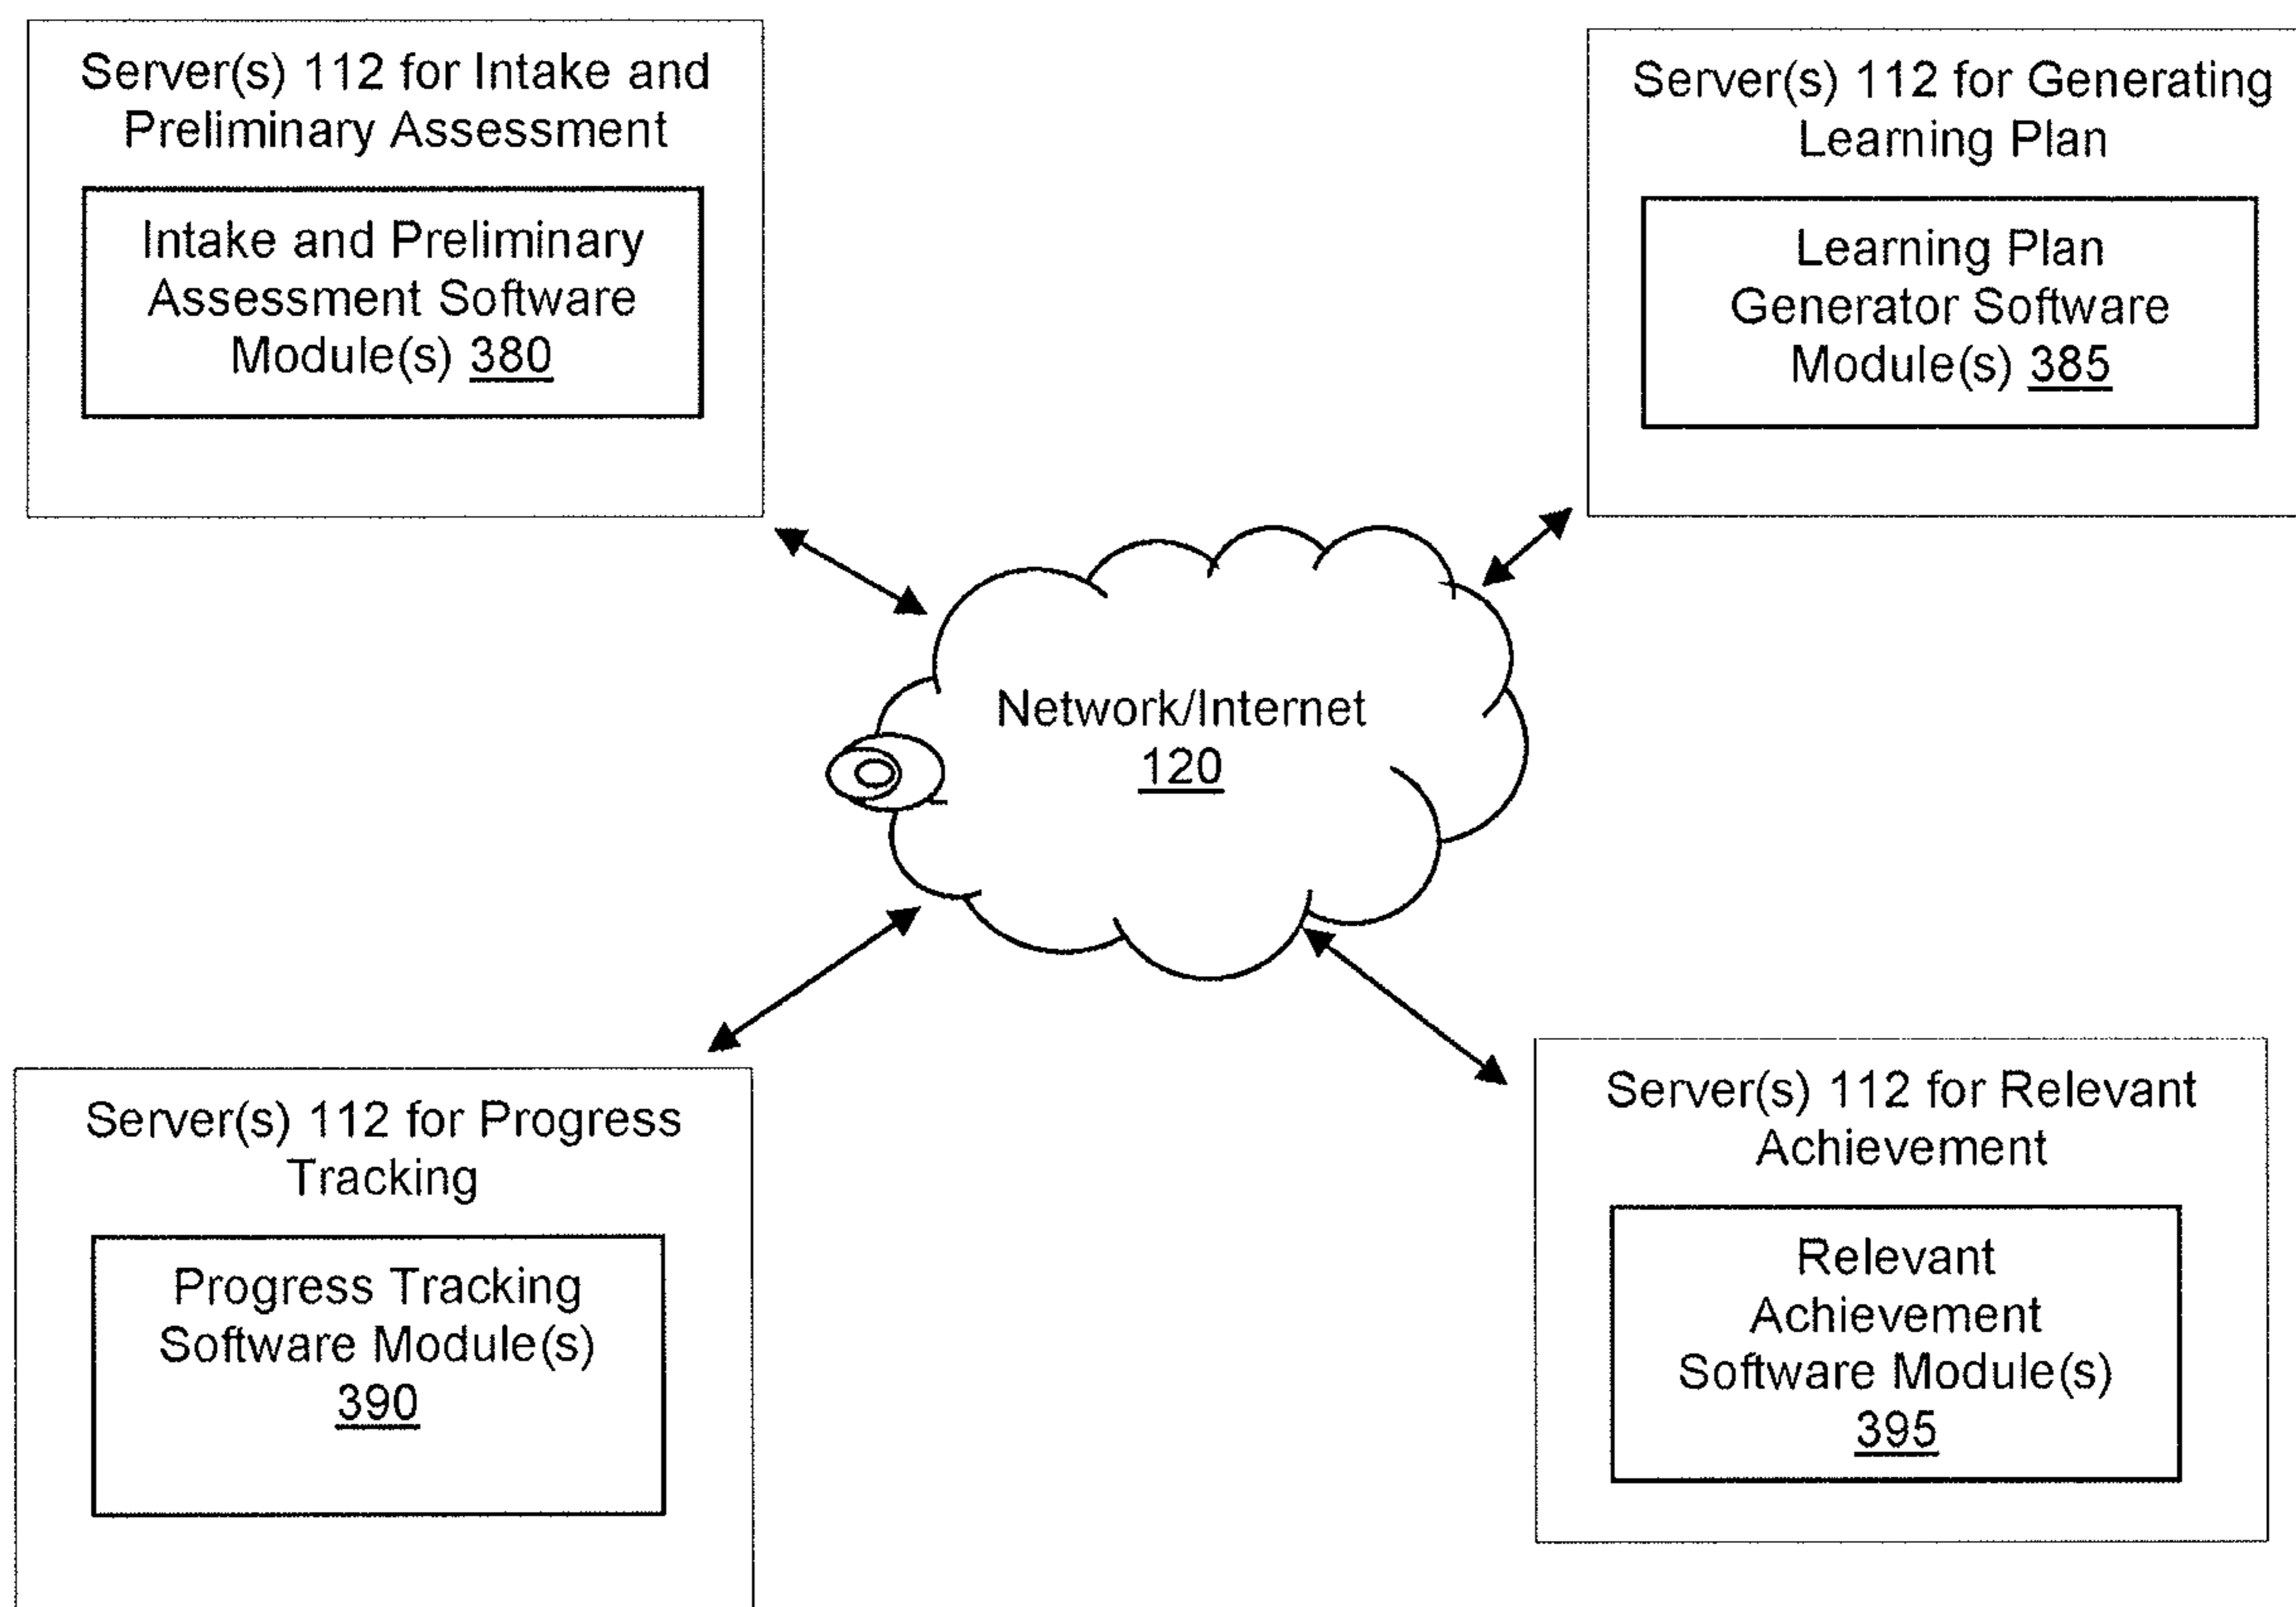 Server(s) 112 for Intake and
Preliminary Assessment
Intake and Preliminary
Assessment Software
Module(s) 380
Server(s) 112 for Generating
Learning Plan
Learning Plan
Generator Software
Module(s) 385
Network/Internet
120
Server(s) 112 for Progress
Tracking
Progress Tracking
Software Module(s)
390
Server(s) 112 for Relevant
Achievement
Relevant
Achievement
Software Module(s)
395